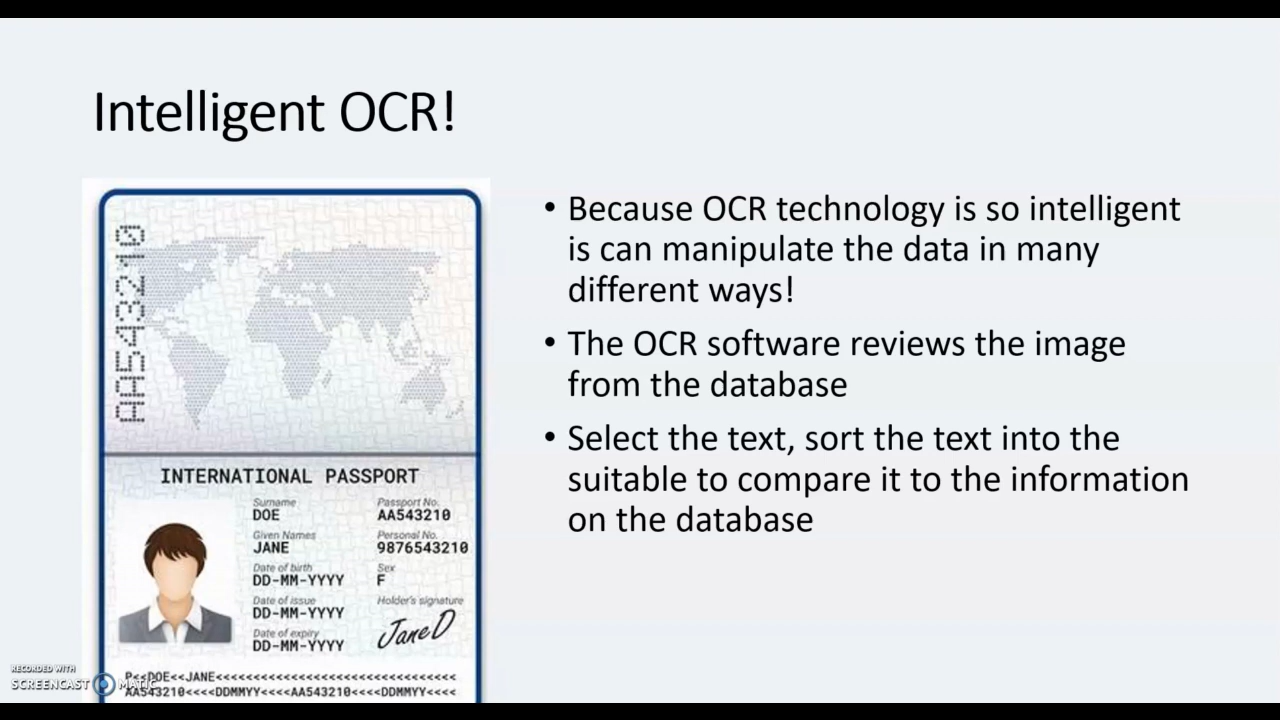 Intelligent OCR!
AA543210
INTERNATIONAL PASSPORT
Surname
DOE
Passport No.
AA543210
Given Names
JANE
Personal No.
9876543210
Date of birth
DD-MM-YYYY
Sex
F
Date of issue
DD-MM-YYYY
Holder's signature
Jane D
Date of expiry
DD-MM-YYYY
P<<DOE<<JANE<<<<<<<<<<<<<<<<<<<<<<<<<<<<<<<
AA543210<<<<DDMMYY<<<<AA543210<<<<DDMMYY<<<<
• Because OCR technology is so intelligent
is can manipulate the data in many
different ways!
• The OCR software reviews the image
from the database
• Select the text, sort the text into the
suitable to compare it to the information
on the database
RECORDED WITH
SCREENCAST MATIC